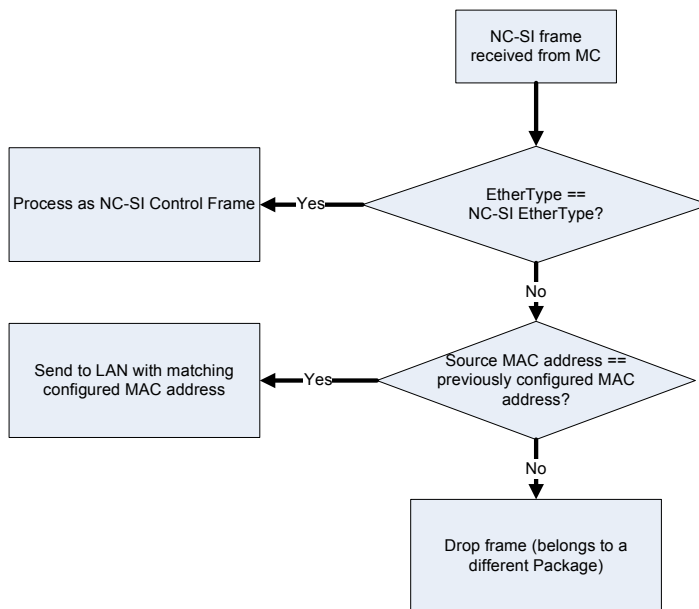 NC-SI frame
received from MC
EtherType ==
NC-SI EtherType?
Yes
Process as NC-SI Control Frame
No
Source MAC address ==
previously configured MAC
address?
Yes
Send to LAN with matching
configured MAC address
No
Drop frame (belongs to a
different Package)